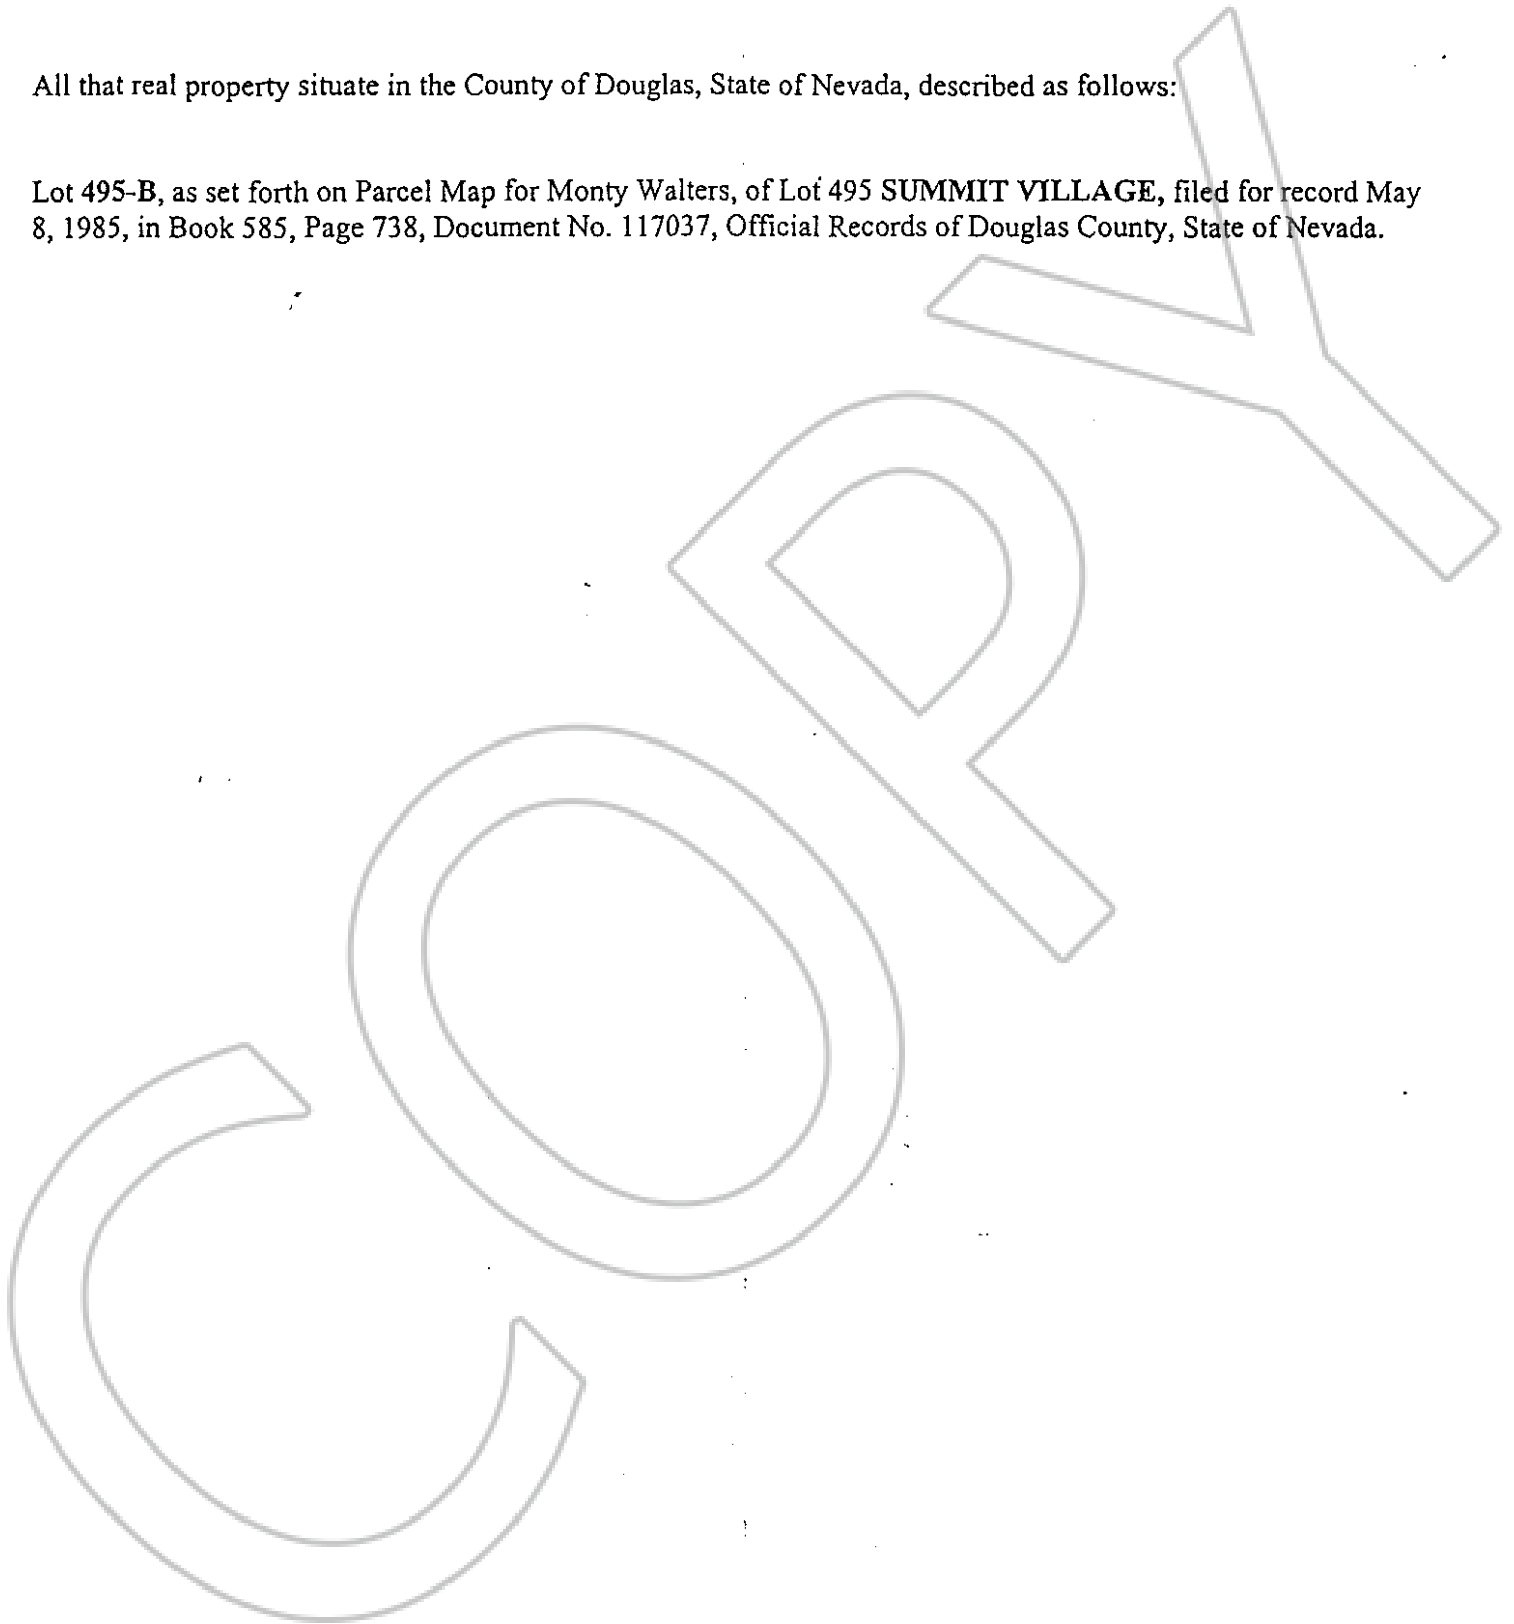 All that real property situate in the County of Douglas, State of Nevada, described as follows:
Lot 495-B, as set forth on Parcel Map for Monty Walters, of Lot 495 SUMMIT VILLAGE, filed for record May
8, 1985, in Book 585, Page 738, Document No. 117037, Official Records of Douglas County, State of Nevada.
COPY